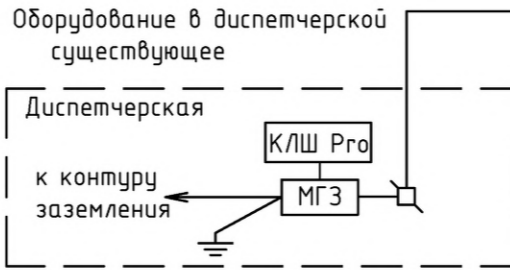 Оборудование в диспетчерской
существующее
Диспетчерская
КЛШ Pro
к контуру
заземления
МГЗ